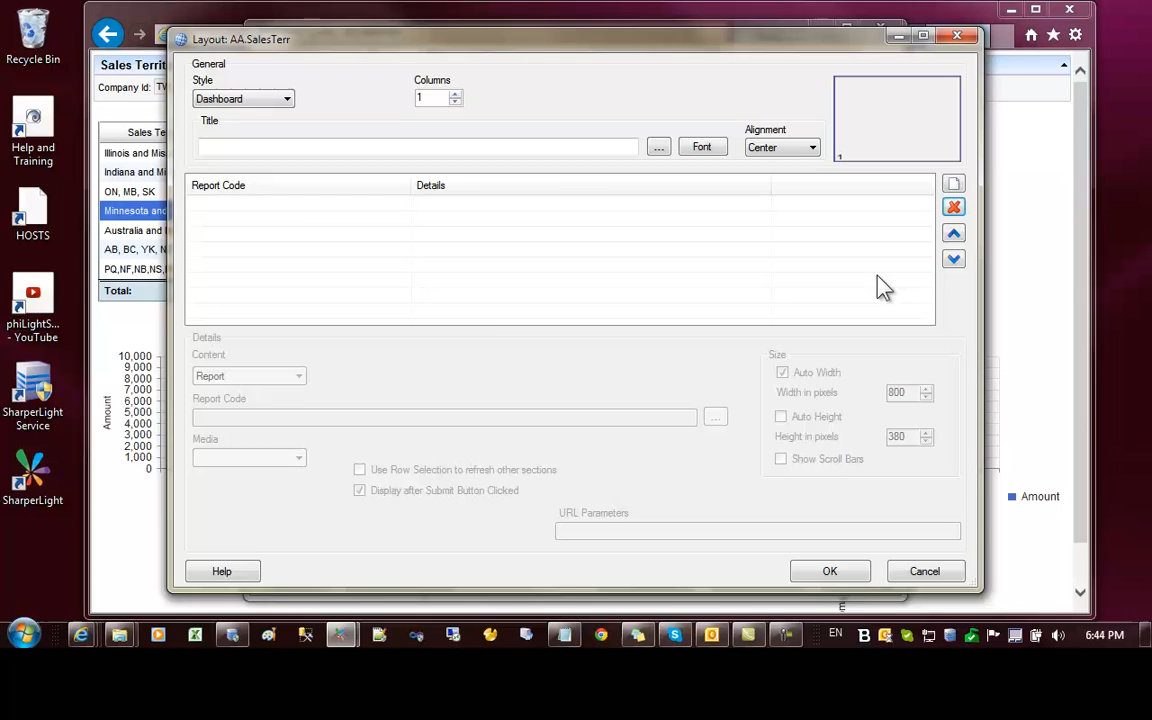 Recycle Bin
Help and
Training
HOSTS
phiLightS...
- YouTube
SharperLight
Service
SharperLight
Sales Territ
Company Id: TW
Sales Te
Illinois and Mis
Indiana and Mi
ON, MB, SK
Minnesota and
Australia and
AB, BC, YK, N
PQ,NF,NB,NS,
Total:
Amount
10,000
9,000
8,000
7,000
6,000
5,000
4,000
3,000
2,000
1,000
0
Amount
Layout: AA.SalesTerr
General
Style
Columns
Dashboard
1
Title
Alignment
...
Font
Center
1
Report Code
Details
Details
Content
Report
Report Code
...
Media
Use Row Selection to refresh other sections
Display after Submit Button Clicked
URL Parameters
Size
Auto Width
Width in pixels
800
Auto Height
Height in pixels
380
Show Scroll Bars
Help
OK
Cancel
EN
6:44 PM